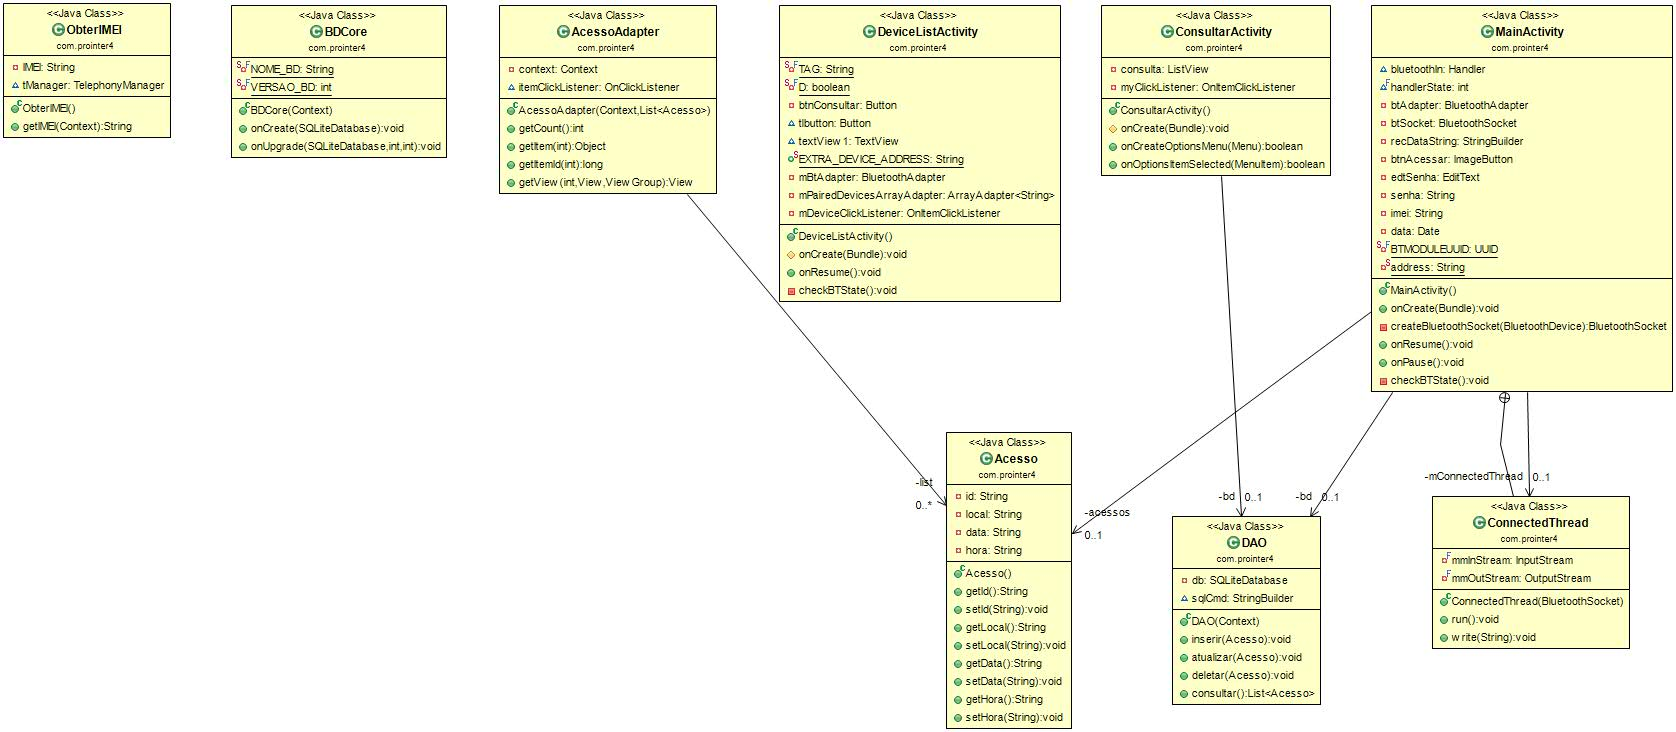 <<Java Class>>
ObterIMEI
com.prointer4
IMEI: String
tManager: TelephonyManager
ObterIMEI()
getIMEI(Context):String
<<Java Class>>
BDCore
com.prointer4
NOME_BD: String
VERSAO_BD: int
BDCore(Context)
onCreate(SQLiteDatabase):void
onUpgrade(SQLiteDatabase,int,int):void
<<Java Class>>
AcessoAdapter
com.prointer4
context: Context
itemClickListener: OnClickListener
AcessoAdapter(Context,List<Acesso>)
getCount():int
getItem(int):Object
getItemId(int):long
getView(int,View,ViewGroup):View
<<Java Class>>
DeviceListActivity
com.prointer4
TAG: String
D: boolean
btnConsultar: Button
tlbutton: Button
textView1: TextView
EXTRA_DEVICE_ADDRESS: String
mBtAdapter: BluetoothAdapter
mPairedDevicesArrayAdapter: ArrayAdapter<String>
mDeviceClickListener: OnItemClickListener
DeviceListActivity()
onCreate(Bundle):void
onResume():void
checkBTState():void
<<Java Class>>
ConsultarActivity
com.prointer4
consulta: ListView
myClickListener: OnItemClickListener
ConsultarActivity()
onCreate(Bundle):void
onCreateOptionsMenu(Menu):boolean
onOptionsItemSelected(MenuItem):boolean
<<Java Class>>
MainActivity
com.prointer4
bluetoothIn: Handler
handlerState: int
btAdapter: BluetoothAdapter
btSocket: BluetoothSocket
recDataString: StringBuilder
btnAcessar: ImageButton
edtSenha: EditText
senha: String
imei: String
data: Date
BTMODULEUUID: UUID
address: String
MainActivity()
onCreate(Bundle):void
createBluetoothSocket(BluetoothDevice):BluetoothSocket
onResume():void
onPause():void
checkBTState():void
-list
0..*
<<Java Class>>
Acesso
com.prointer4
id: String
local: String
data: String
hora: String
Acesso()
getId():String
setId(String):void
getLocal():String
setLocal(String):void
getData():String
setData(String):void
getHora():String
setHora(String):void
-acessos
0..1
-bd 0..1
-bd 0..1
<<Java Class>>
DAO
com.prointer4
db: SQLiteDatabase
sqlCmd: StringBuilder
DAO(Context)
inserir(Acesso):void
atualizar(Acesso):void
deletar(Acesso):void
consultar():List<Acesso>
-mConnectedThread 0..1
<<Java Class>>
ConnectedThread
com.prointer4
mmInStream: InputStream
mmOutStream: OutputStream
ConnectedThread(BluetoothSocket)
run():void
write(String):void